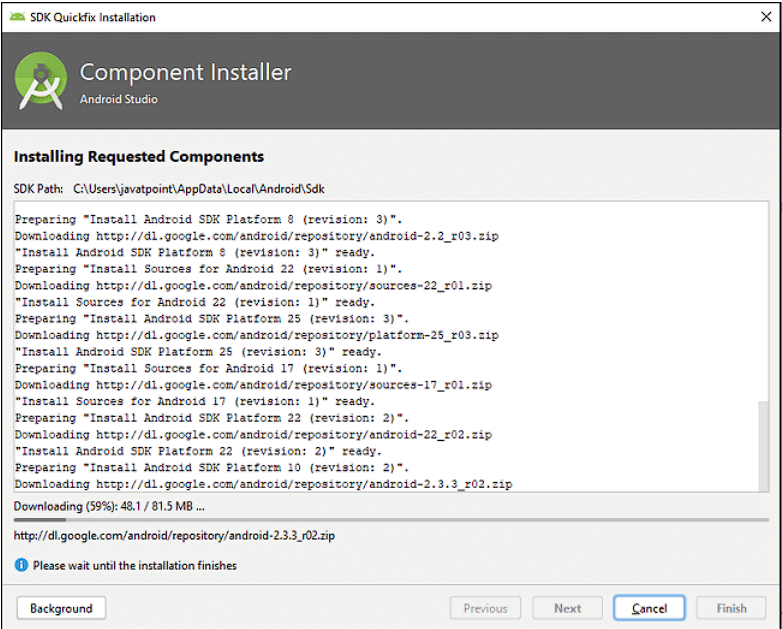 SDK Quickfix Installation
Component Installer
Android Studio
Installing Requested Components
SDK Path: C:\Users\javatpoint\AppData\Local\Android\Sdk
Preparing "Install Android SDK Platform 8 (revision: 3)".
Downloading http://dl.google.com/android/repository/android-2.2_r03.zip
"Install Android SDK Platform 8 (revision: 3)" ready.
Preparing "Install Sources for Android 22 (revision: 1)".
Downloading http://dl.google.com/android/repository/sources-22_r01.zip
"Install Sources for Android 22 (revision: 1)" ready.
Preparing "Install Android SDK Platform 25 (revision: 3)".
Downloading http://dl.google.com/android/repository/platform-25_r03.zip
"Install Android SDK Platform 25 (revision: 3)" ready.
Preparing "Install Sources for Android 17 (revision: 1)".
Downloading http://dl.google.com/android/repository/sources-17_r01.zip
"Install Sources for Android 17 (revision: 1)" ready.
Preparing "Install Android SDK Platform 22 (revision: 2)".
Downloading http://dl.google.com/android/repository/android-22_r02.zip
"Install Android SDK Platform 22 (revision: 2)" ready.
Preparing "Install Android SDK Platform 10 (revision: 2)".
Downloading http://dl.google.com/android/repository/android-2.3.3_r02.zip
Downloading (59%): 48.1 / 81.5 MB ...
http://dl.google.com/android/repository/android-2.3.3_r02.zip
Please wait until the installation finishes
Background Previous Next Cancel Finish